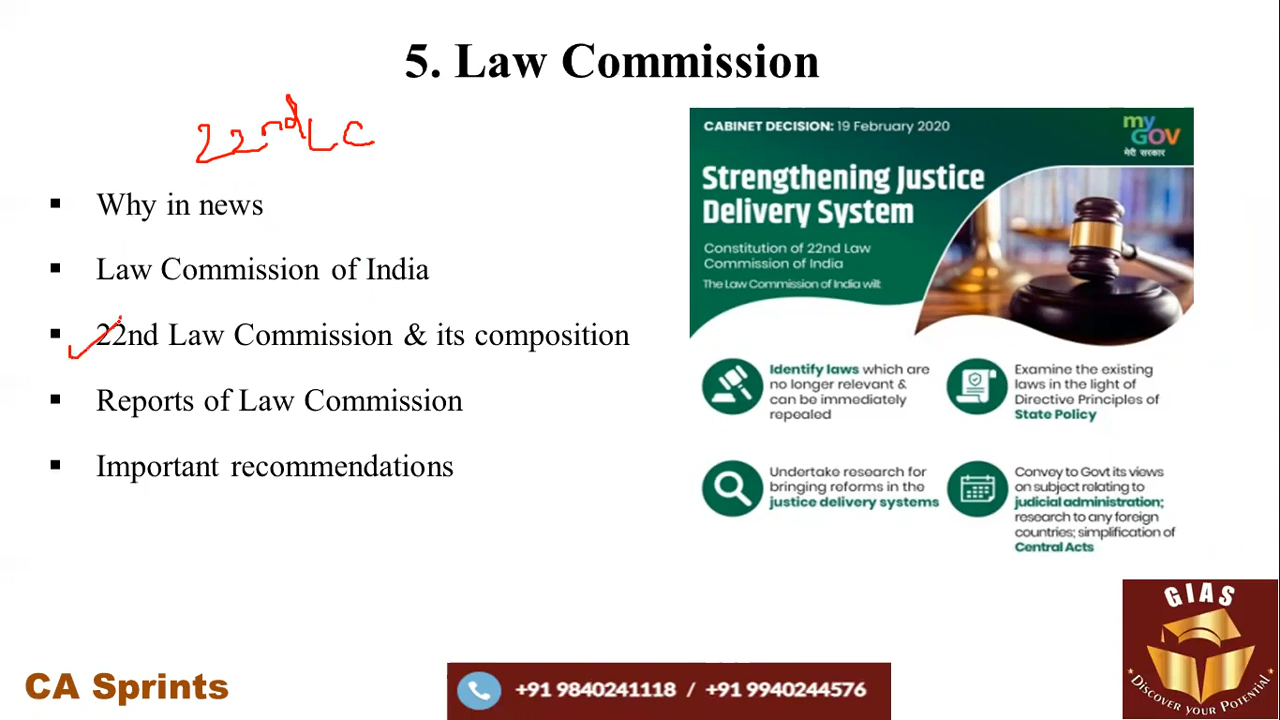 5. Law Commission
22nd LC
▪ Why in news
▪ Law Commission of India
▪ 22nd Law Commission & its composition
▪ Reports of Law Commission
▪ Important recommendations
CABINET DECISION: 19 February 2020
my
GOV
मेरी सरकार
Strengthening Justice
Delivery System
Constitution of 22nd Law
Commission of India
The Law Commission of India will:
Identify laws which are
no longer relevant &
can be immediately
repealed
Examine the existing
laws in the light of
Directive Principles of
State Policy
Undertake research for
bringing reforms in the
justice delivery systems
Convey to Govt its views
on subject relating to
judicial administration;
research to any foreign
countries; simplification of
Central Acts
GIAS
DISCOVER YOUR POTENTIAL
CA Sprints
+91 9840241118 / +91 9940244576